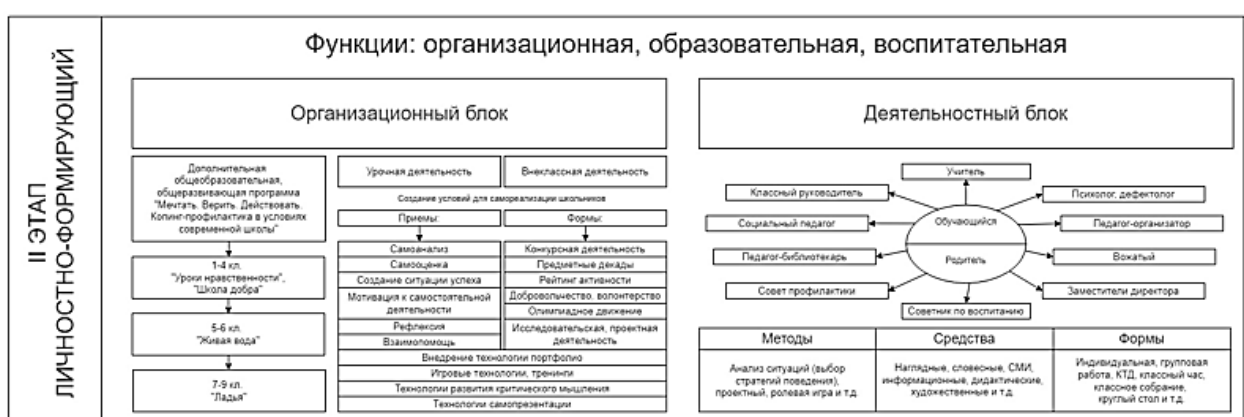 II ЭТАП
ЛИЧНОСТНО-ФОРМИРУЮЩИЙ
Функции: организационная, образовательная, воспитательная
Организационный блок
Дополнительная
общеобразовательная,
общеразвивающая программа
"Мечтать. Верить. Действовать.
Копинг-профилактика в условиях
современной школы"
1-4 кл.
"Уроки нравственности",
"Школа добра"
5-6 кл.
"Живая вода"
7-9 кл.
"Ладья"
Урочная деятельность
Внеклассная деятельность
Создание условий для самореализации школьников
Приемы:
Формы:
Самоанализ
Самооценка
Создание ситуации успеха
Мотивация к самостоятельной
деятельности
Рефлексия
Взаимопомощь
Конкурсная деятельность
Предметные декады
Рейтинг активности
Добровольчество. волонтерство
Олимпиадное движение
Исследовательская, проектная
деятельность
Внедрение технологии портфолио
Игровые технологии, тренинги
Технологии развития критического мышления
Технологии самопрезентации
Деятельностный блок
Учитель
Классный руководитель
Психолог, дефектолог
Социальный педагог
Обучающийся
Педагог-организатор
Педагог-библиотекарь
Родитель
Вожатый
Совет профилактики
Заместители директора
Советник по воспитанию
Методы
Анализ ситуаций (выбор
стратегий поведения),
проектный, ролевая игра и т.д.
Средства
Наглядные, словесные, СМИ,
информационные, дидактические,
художественные и т.д.
Формы
Индивидуальная, групповая
работа, КТД, классный час,
классное собрание,
круглый стол и т.д.